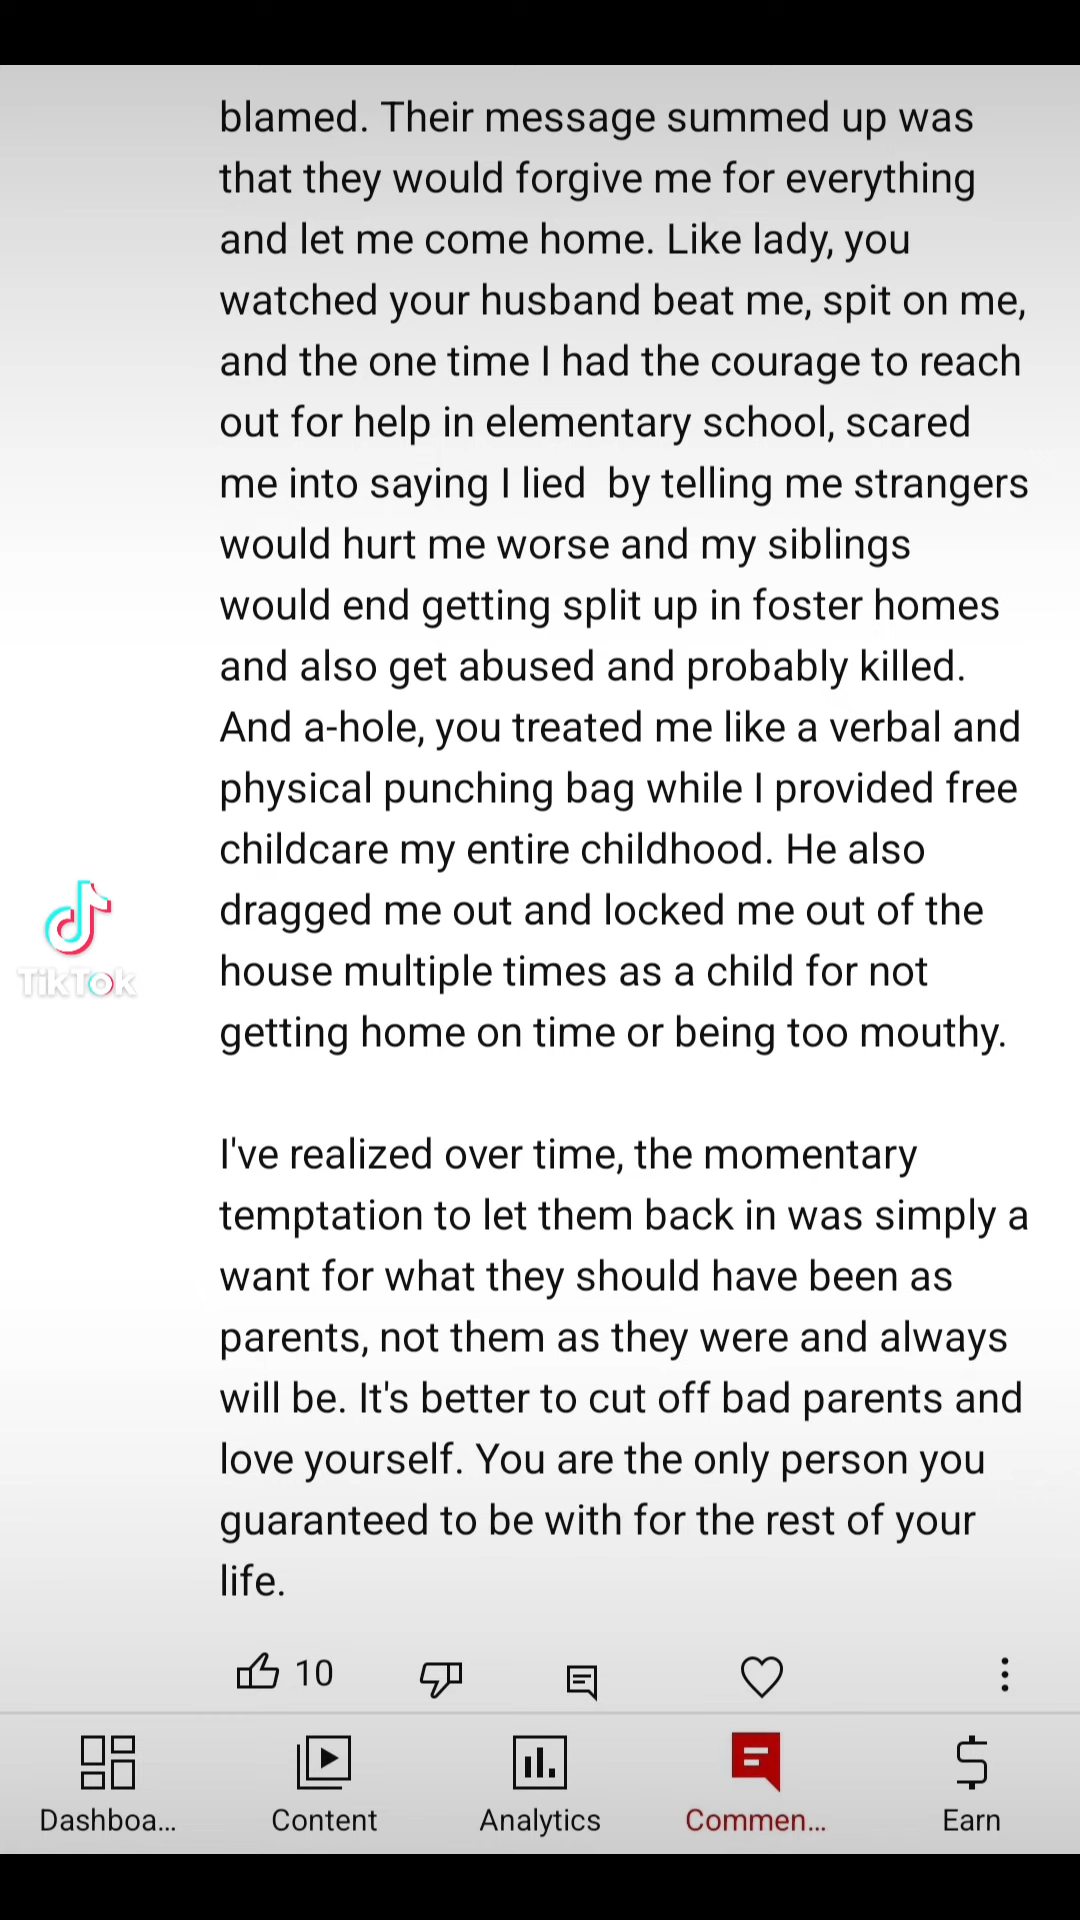 blamed. Their message summed up was
that they would forgive me for everything
and let me come home. Like lady, you
watched your husband beat me, spit on me,
and the one time I had the courage to reach
out for help in elementary school, scared
me into saying I lied  by telling me strangers
would hurt me worse and my siblings
would end getting split up in foster homes
and also get abused and probably killed.
And a-hole, you treated me like a verbal and
physical punching bag while I provided free
childcare my entire childhood. He also
dragged me out and locked me out of the
house multiple times as a child for not
getting home on time or being too mouthy.
TikTok
I've realized over time, the momentary
temptation to let them back in was simply a
want for what they should have been as
parents, not them as they were and always
will be. It's better to cut off bad parents and
love yourself. You are the only person you
guaranteed to be with for the rest of your
life.
10
Dashboa... Content Analytics Commen... Earn